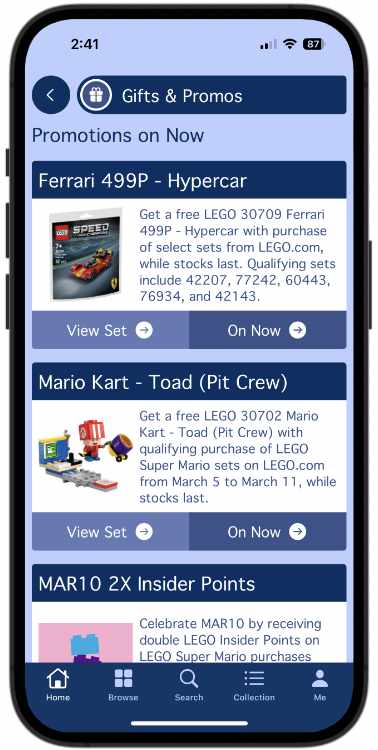 2:41
87
Gifts & Promos
Promotions on Now
Ferrari 499P - Hypercar
LEGO
SPEED
Get a free LEGO 30709 Ferrari
499P - Hypercar with purchase
of select sets from LEGO.com,
while stocks last. Qualifying sets
include 42207, 77242, 60443,
76934, and 42143.
View Set
On Now
Mario Kart - Toad (Pit Crew)
Get a free LEGO 30702 Mario
Kart - Toad (Pit Crew) with
qualifying purchase of LEGO
Super Mario sets on LEGO.com
from March 5 to March 11, while
stocks last.
View Set
On Now
MAR10 2X Insider Points
Celebrate MAR10 by receiving
double LEGO Insider Points on
LEGO Super Mario purchases
Home
Browse
Search
Collection
Me